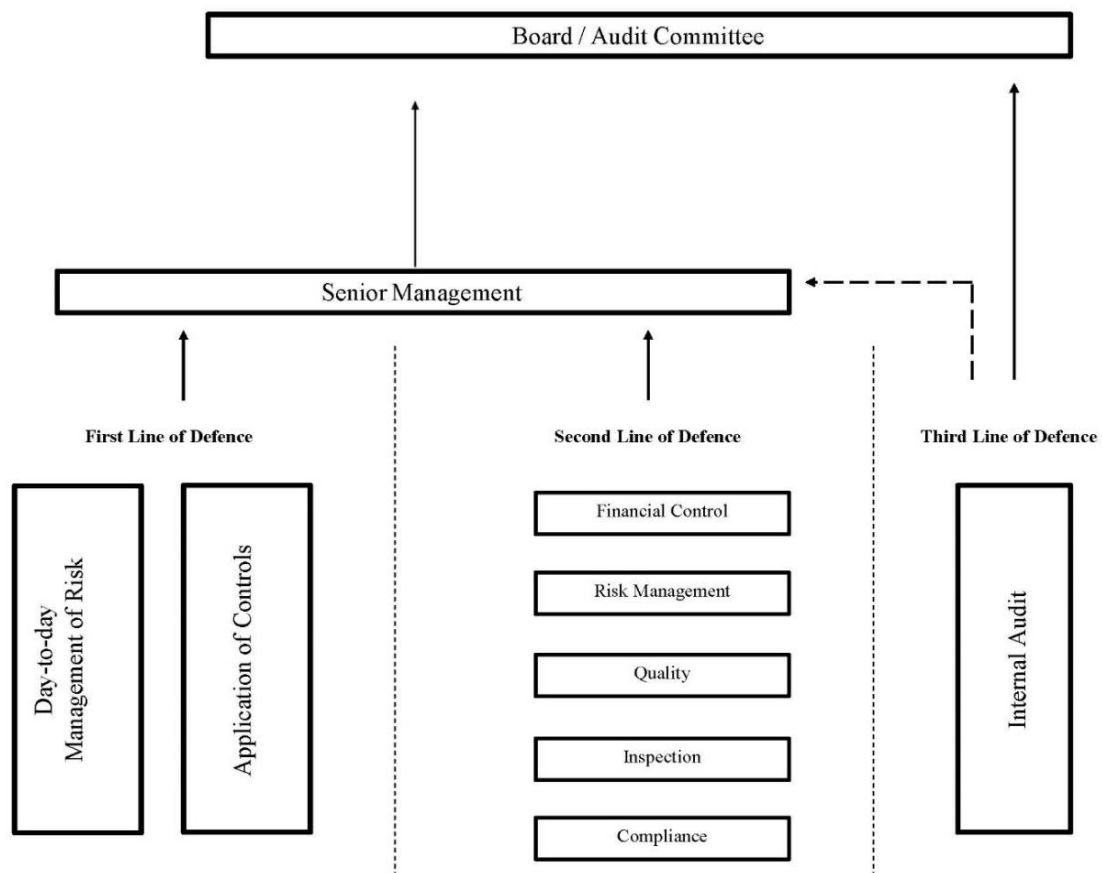 Board / Audit Committee
Senior Management
First Line of Defence
Second Line of Defence
Third Line of Defence
Day-to-day
Management of Risk
Application of Controls
Financial Control
Risk Management
Quality
Inspection
Compliance
Internal Audit